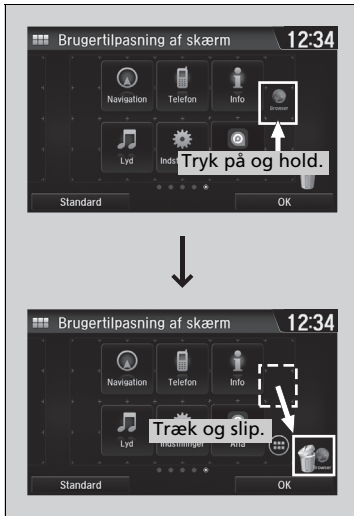 Brugertilpasning af skærm 12:34
Navigation Telefon Info Browser
Lyd
Tryk på og hold.
Standard OK
Brugertilpasning af skærm 12:34
Navigation Telefon Info
Træk og slip.
Lyd Indstillinger Aha Browser
Standard OK